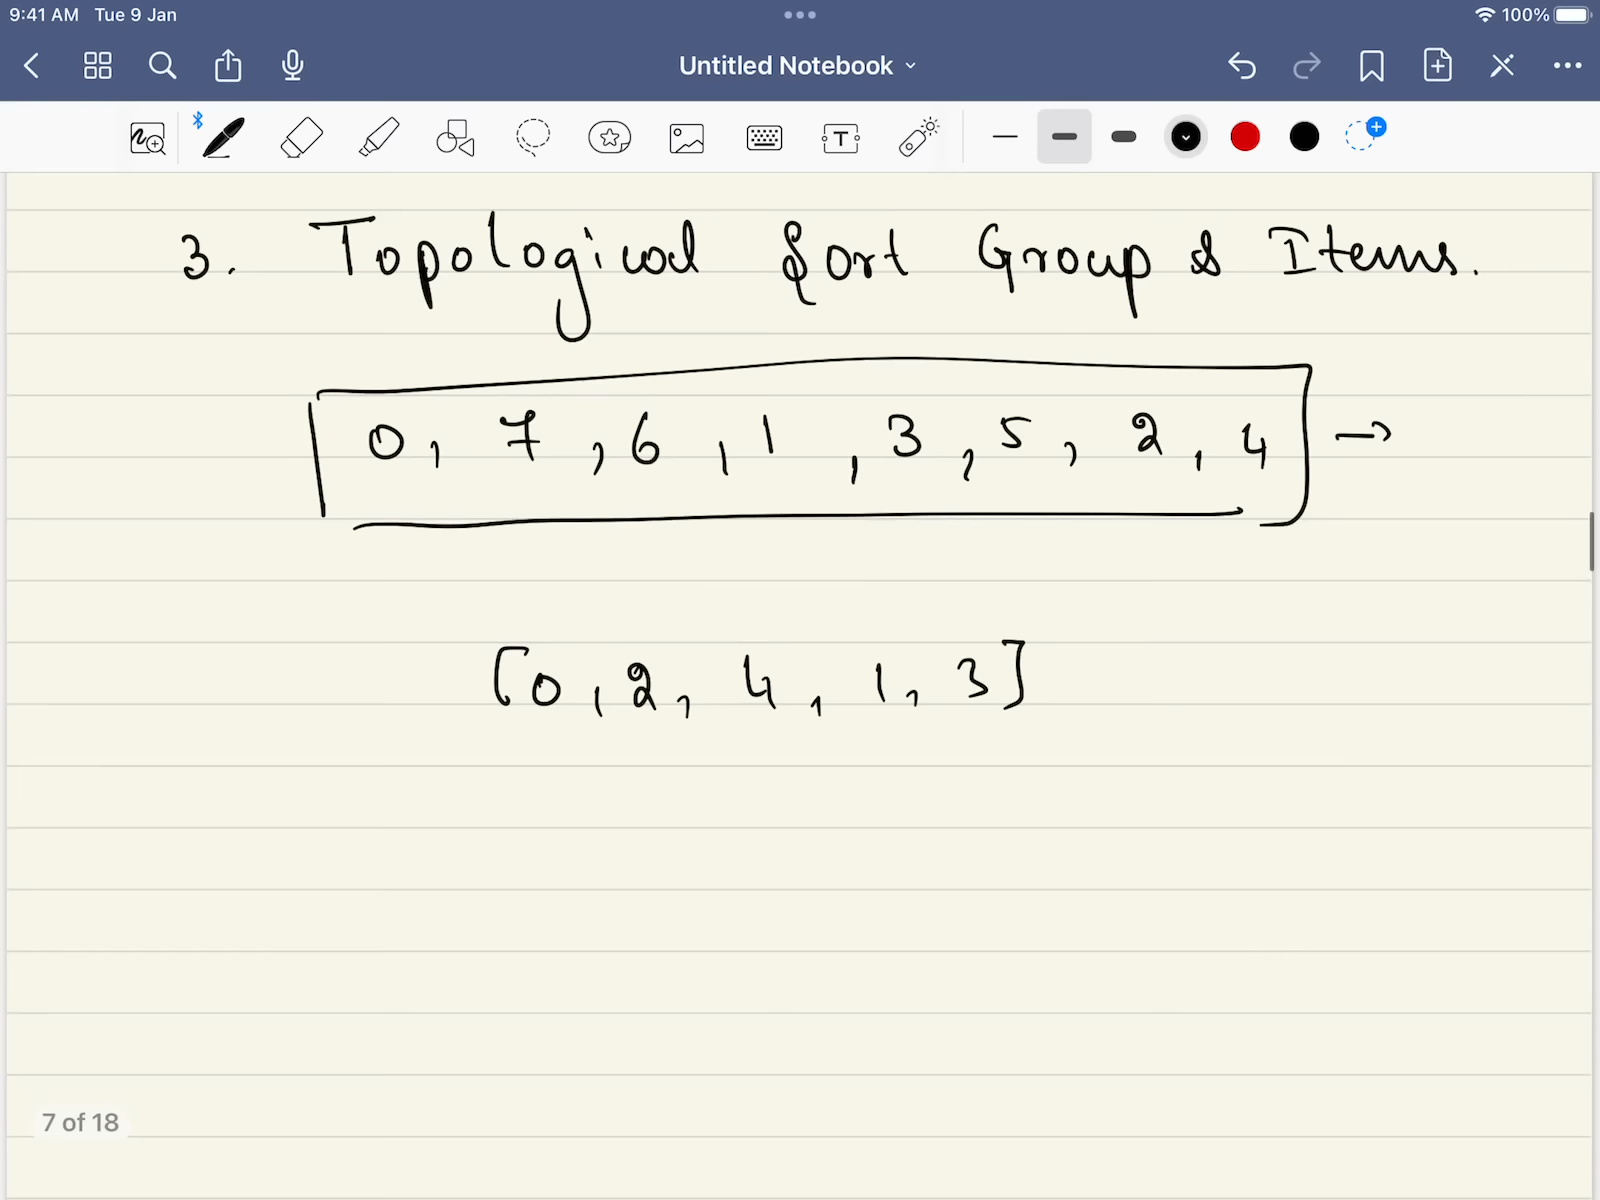 9:41 AM Tue 9 Jan 100%
Untitled Notebook
T
3. Topological Sort Group & Items.
0, 7, 6, 1, 3, 5, 2, 4 →
[0, 2, 4, 1, 3]
7 of 18